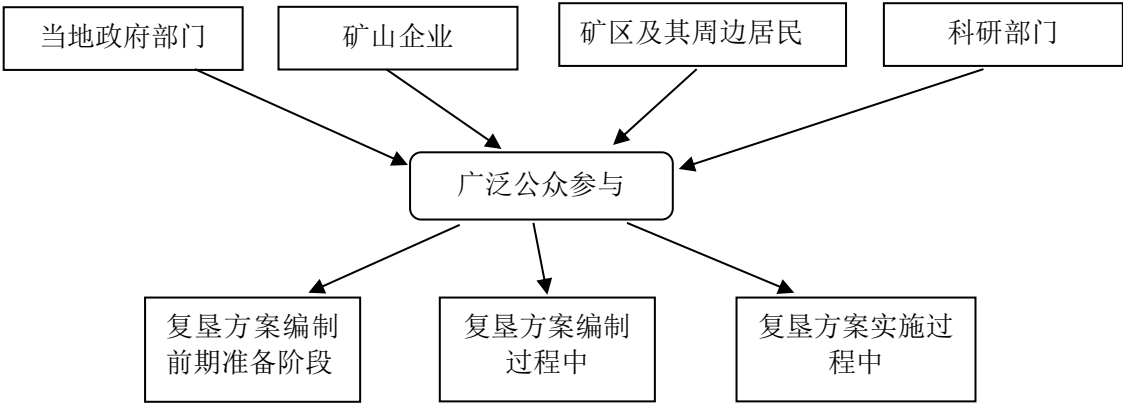 当地政府部门
矿山企业
矿区及其周边居民
科研部门
广泛公众参与
复垦方案编制
前期准备阶段
复垦方案编制
过程中
复垦方案实施过
程中